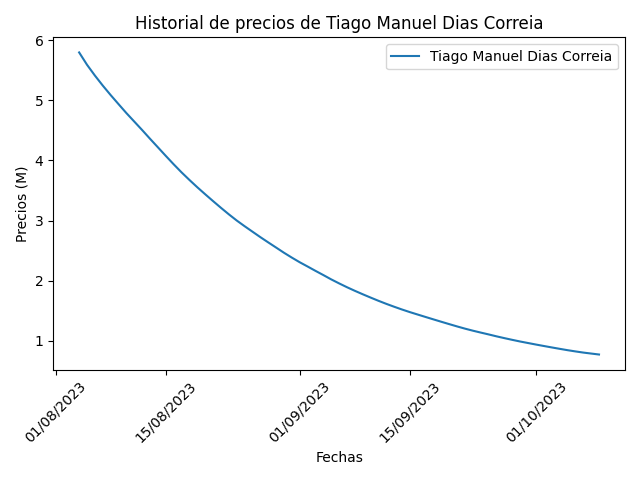 Historial de precios de Tiago Manuel Dias Correia
Tiago Manuel Dias Correia
Precios (M)
6
5
4
3
2
1
01/08/2023
15/08/2023
01/09/2023
15/09/2023
01/10/2023
Fechas